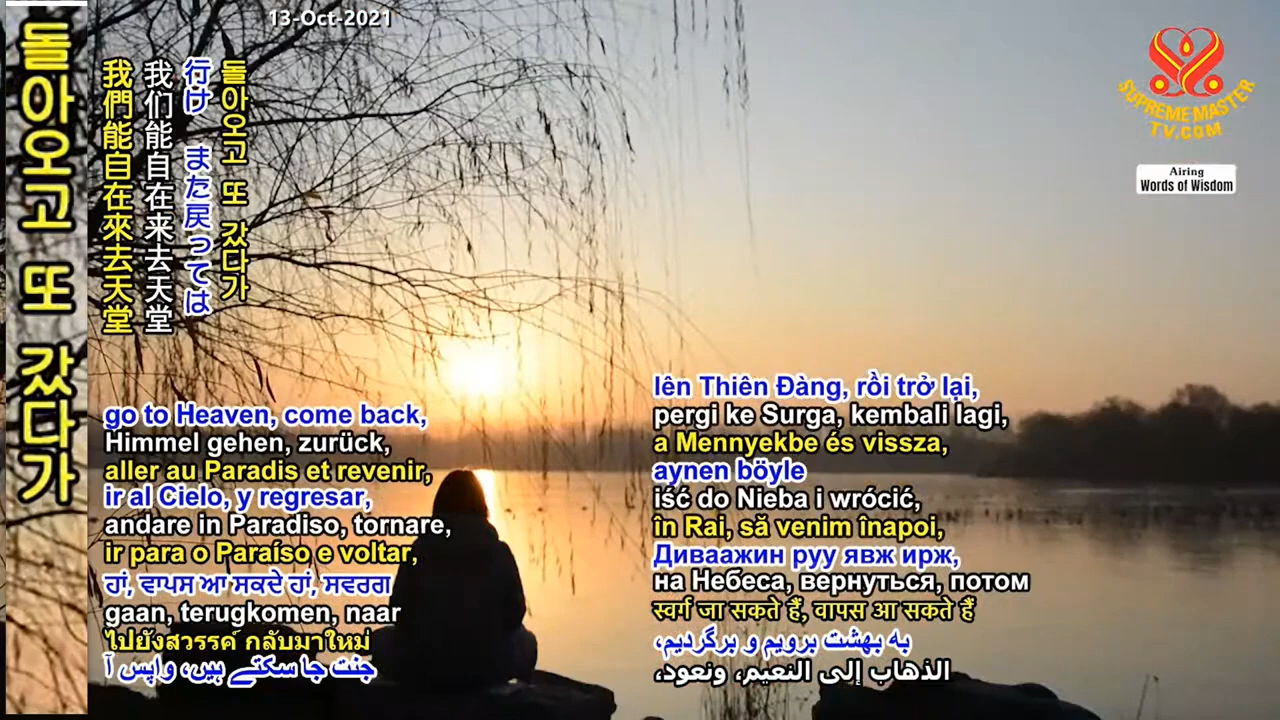 13-Oct-2021
돌아오고 또 갔다가
我們能自在來去天堂
我们能自在来去天堂
行け また戻っては
돌아오고 또 갔다가
SUPREME MASTER
TV.COM
Airing
Words of Wisdom
go to Heaven, come back,
Himmel gehen, zurück,
aller au Paradis et revenir,
ir al Cielo, y regresar,
andare in Paradiso, tornare,
ir para o Paraíso e voltar,
ਹਾਂ, ਵਾਪਸ ਆ ਸਕਦੇ ਹਾਂ, ਸਵਰਗ
gaan, terugkomen, naar
ไปยังสวรรค์ กลับมาใหม่
جنت جا سکتے ہیں، واپس آ
lên Thiên Đàng, rồi trở lại,
pergi ke Surga, kembali lagi,
a Mennyekbe és vissza,
aynen böyle
iść do Nieba i wrócić,
în Rai, să venim înapoi,
Диваажин руу явж ирж,
на Небеса, вернуться, потом
स्वर्ग जा सकते हैं, वापस आ सकते हैं
به بهشت برویم و برگردیم،
الذهاب إلى النعيم، ونعود،